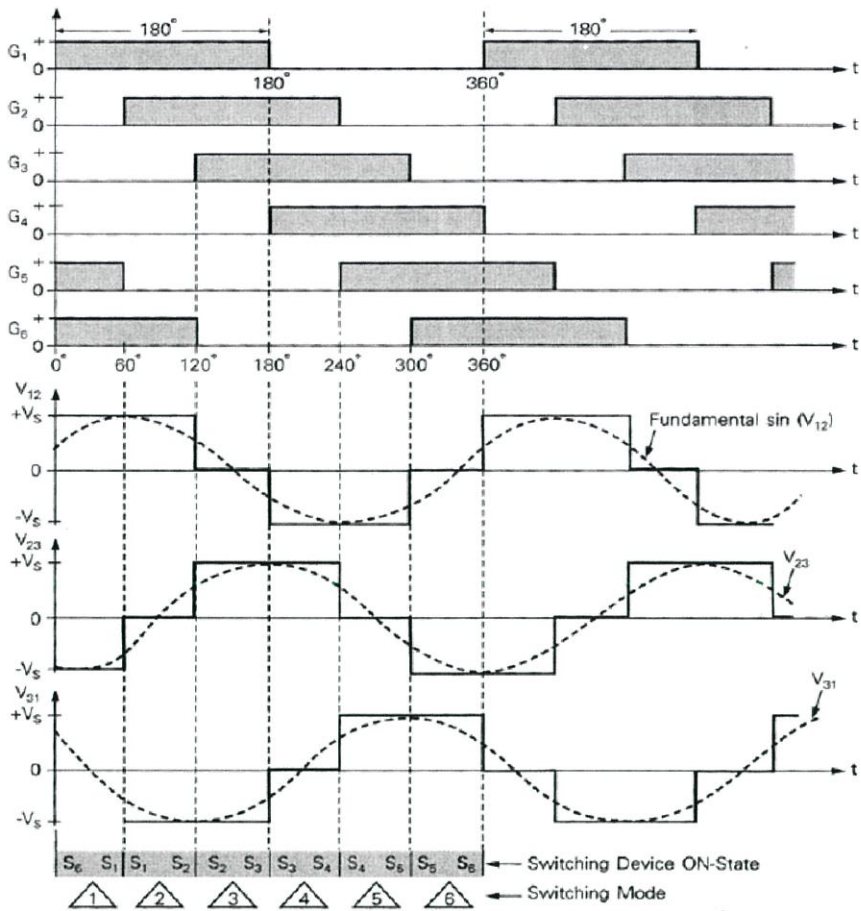 180° 180°
G₁ + 0 t
180° 360°
G₂ + 0 t
G₃ + 0 t
G₄ + 0 t
G₅ + 0 t
G₆ + 0 t
0° 60° 120° 180° 240° 300° 360°
V₁₂
+Vₛ
Fundamental sin (V₁₂)
0 t
-Vₛ
V₂₃
+Vₛ
V₂₃
0 t
-Vₛ
V₃₁
+Vₛ
V₃₁
0 t
-Vₛ
S₆ S₁ S₁ S₂ S₂ S₃ S₃ S₄ S₄ S₅ S₅ S₆ Switching Device ON-State
1 2 3 4 5 6 Switching Mode